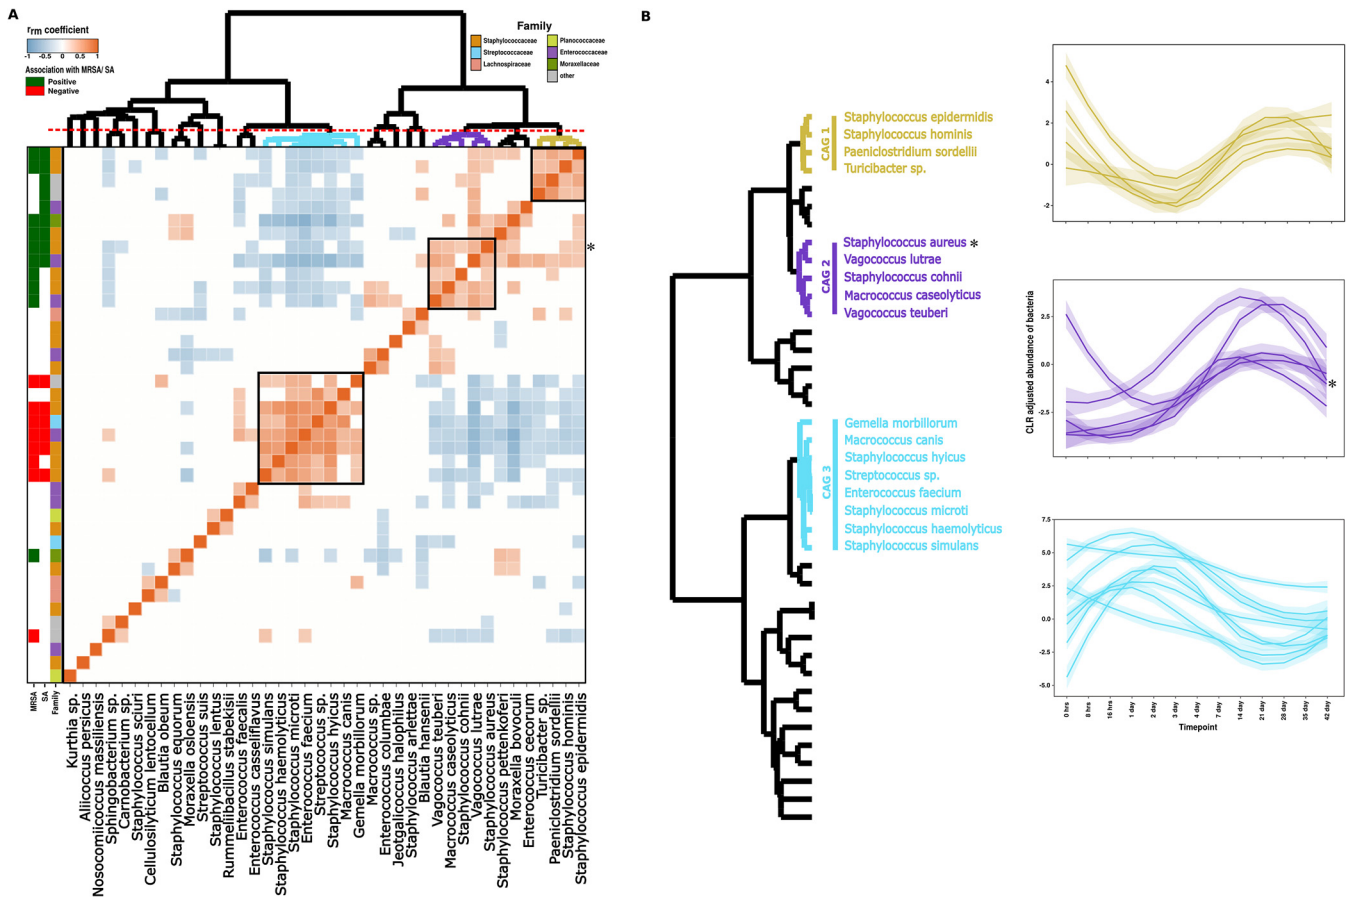 A
r_rm coefficient
-1 -0.5 0 0.5 1
Association with MRSA/ SA
Positive
Negative
Family
Staphylococcaceae
Streptococcaceae
Lachnospiraceae
Planococcaceae
Enterococcaceae
Moraxellaceae
other
*
MRSA
SA
Family
Kurthia sp.
Aliicoccus persicus
Nosocomiicoccus massiliensis
Sphingobacterium sp.
Carnobacterium sp.
Staphylococcus sciuri
Cellulosilyticum lentocellum
Blautia obeum
Staphylococcus equorum
Moraxella osloensis
Streptococcus suis
Staphylococcus lentus
Rummeliibacillus stabekisii
Enterococcus faecalis
Enterococcus casseliflavus
Staphylococcus simulans
Staphylococcus haemolyticus
Staphylococcus microti
Enterococcus faecium
Streptococcus sp.
Staphylococcus hyicus
Macrococcus canis
Gemella morbillorum
Macrococcus sp.
Enterococcus columbae
Jeotgalicoccus halophilus
Staphylococcus arlettae
Blautia hansenii
Vagococcus teuberi
Macrococcus caseolyticus
Staphylococcus cohnii
Vagococcus lutrae
Staphylococcus aureus
Staphylococcus pettenkoferi
Moraxella bovoculi
Enterococcus cecorum
Turicibacter sp.
Paeniclostridium sordellii
Staphylococcus hominis
Staphylococcus epidermidis
B
CAG 1
Staphylococcus epidermidis
Staphylococcus hominis
Paeniclostridium sordellii
Turicibacter sp.
CAG 2
Staphylococcus aureus *
Vagococcus lutrae
Staphylococcus cohnii
Macrococcus caseolyticus
Vagococcus teuberi
CAG 3
Gemella morbillorum
Macrococcus canis
Staphylococcus hyicus
Streptococcus sp.
Enterococcus faecium
Staphylococcus microti
Staphylococcus haemolyticus
Staphylococcus simulans
CLR adjusted abundance of bacteria
4
2
0
-2
2.5
0.0
-2.5
*
7.5
5.0
2.5
0.0
-2.5
-5.0
0 hrs
8 hrs
16 hrs
1 day
2 day
3 day
4 day
7 day
14 day
21 day
28 day
35 day
42 day
Timepoint